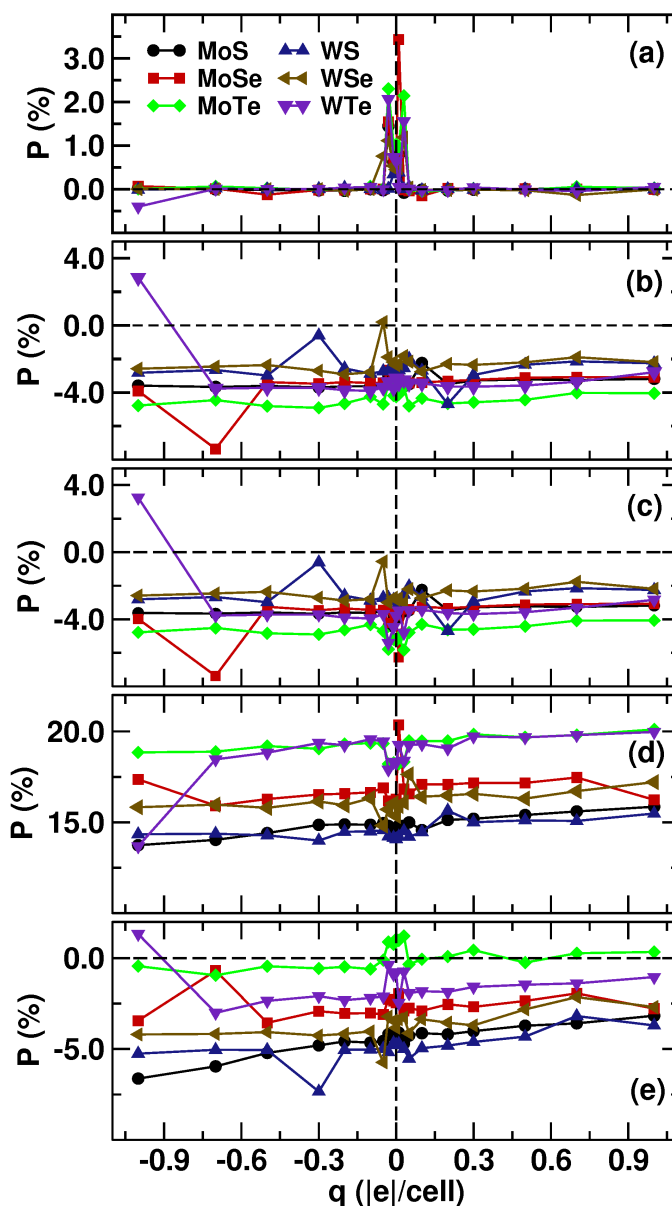 (a)
P (%)
3.0
2.0
1.0
0.0
MoS
WS
MoSe
WSe
MoTe
WTe
(b)
P (%)
4.0
0.0
-4.0
(c)
P (%)
4.0
0.0
-4.0
(d)
P (%)
20.0
15.0
(e)
P (%)
0.0
-5.0
-0.9 -0.6 -0.3 0 0.3 0.6 0.9
q (|e|/cell)